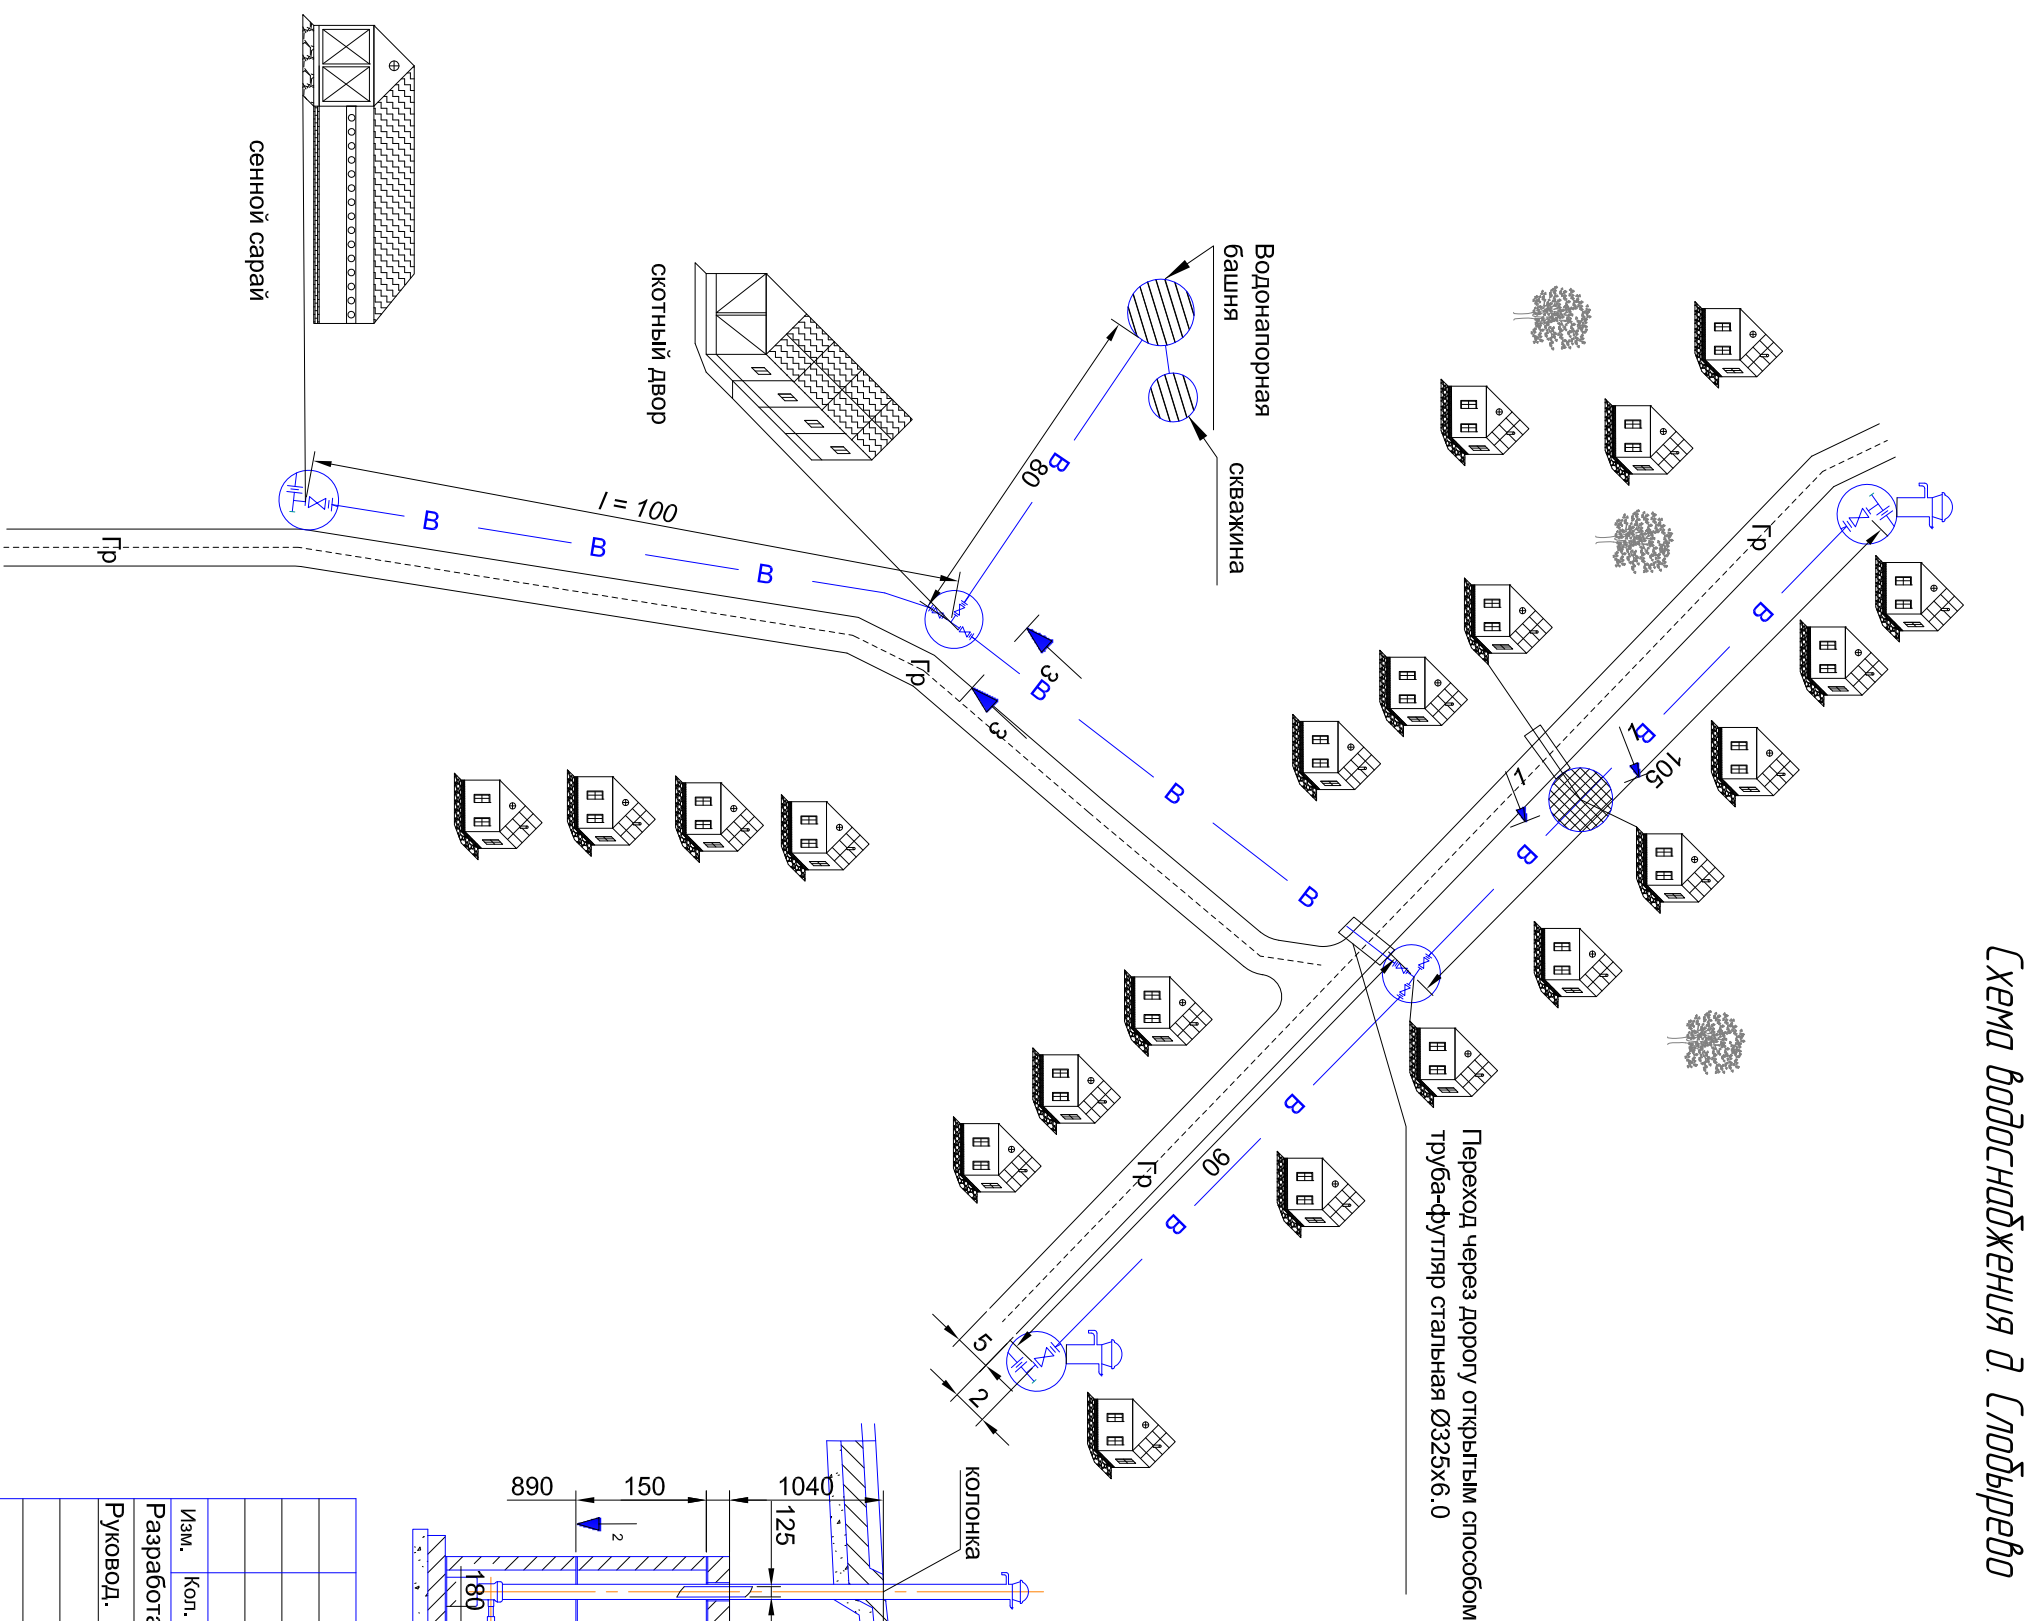 Схема водоснабжения д. Слобырево
Водонапорная
башня
скважина
скотный двор
сенной сарай
l = 100
80
105
90
5
2
В
В
В
В
В
В
В
В
В
В
В
В
В
Гр
Гр
Гр
Гр
1
1
3
3
Переход через дорогу открытым способом
труба-футляр стальная Ø325х6.0
колонка
1040
150
890
125
180
2
Изм.
Кол.
Разработа
Руковод.